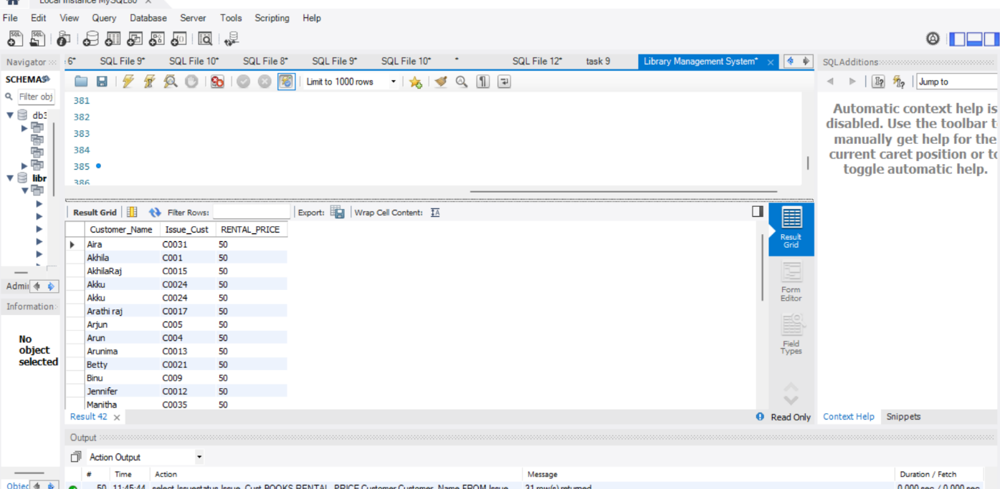 Local instance MySQL80 ×
File Edit View Query Database Server Tools Scripting Help
Navigator 6* SQL File 9* SQL File 10* SQL File 8* SQL File 9* SQL File 10* * SQL File 12* task 9 Library Management System* × SQLAdditions
SCHEMAS Limit to 1000 rows Jump to
Filter obj
381
382
383
384
385
386
db3
libr
Automatic context help is
disabled. Use the toolbar t
manually get help for the
current caret position or to
toggle automatic help.
Result Grid Filter Rows: Export: Wrap Cell Content:
Customer_Name Issue_Cust RENTAL_PRICE
Aira C0031 50
Akhila C001 50
AkhilaRaj C0015 50
Akku C0024 50
Akku C0024 50
Arathi raj C0017 50
Arjun C005 50
Arun C004 50
Arunima C0013 50
Betty C0021 50
Binu C009 50
Jennifer C0012 50
Manitha C0035 50
Result
Grid
Form
Editor
Field
Types
Admii
Information
No
object
selected
Result 42 × Read Only Context Help Snippets
Output
Action Output
# Time Action Message Duration / Fetch
Objec 50 11:45:44 select Issuestatus.Issue_Cust,BOOKS.RENTAL_PRICE,Customer.Customer_Name FROM Issue... 31 row(s) returned 0.000 sec / 0.000 sec